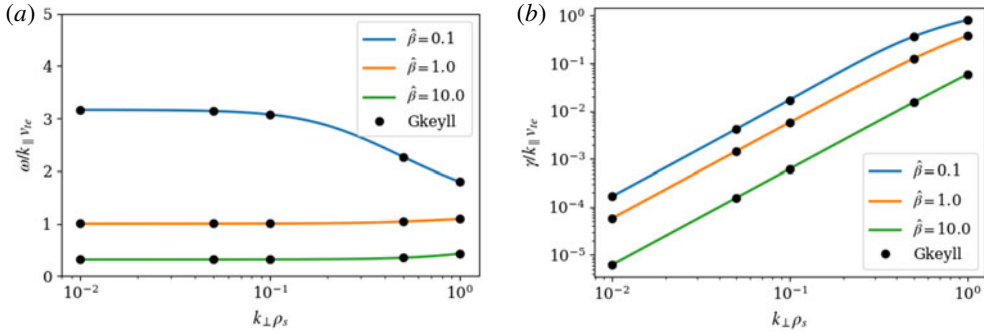 (a)
5
4
3
2
1
0
ω/k∥ vte
10⁻²
10⁻¹
10⁰
k⊥ρs
β̂=0.1
β̂=1.0
β̂=10.0
Gkeyll
(b)
10⁰
10⁻¹
10⁻²
10⁻³
10⁻⁴
10⁻⁵
γ/k∥ vte
10⁻²
10⁻¹
10⁰
k⊥ρs
β̂=0.1
β̂=1.0
β̂=10.0
Gkeyll